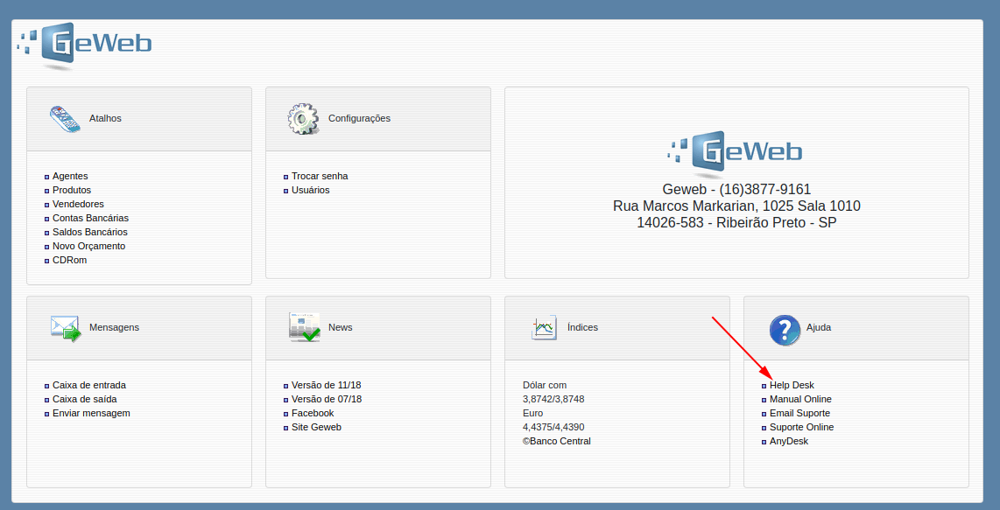 GeWeb
Atalhos
Agentes
Produtos
Vendedores
Contas Bancárias
Saldos Bancários
Novo Orçamento
CDRom
Configurações
Trocar senha
Usuários
GeWeb
Geweb - (16)3877-9161
Rua Marcos Markarian, 1025 Sala 1010
14026-583 - Ribeirão Preto - SP
Mensagens
Caixa de entrada
Caixa de saída
Enviar mensagem
News
Versão de 11/18
Versão de 07/18
Facebook
Site Geweb
Índices
Dólar com
3,8742/3,8748
Euro
4,4375/4,4390
©Banco Central
Ajuda
Help Desk
Manual Online
Email Suporte
Suporte Online
AnyDesk